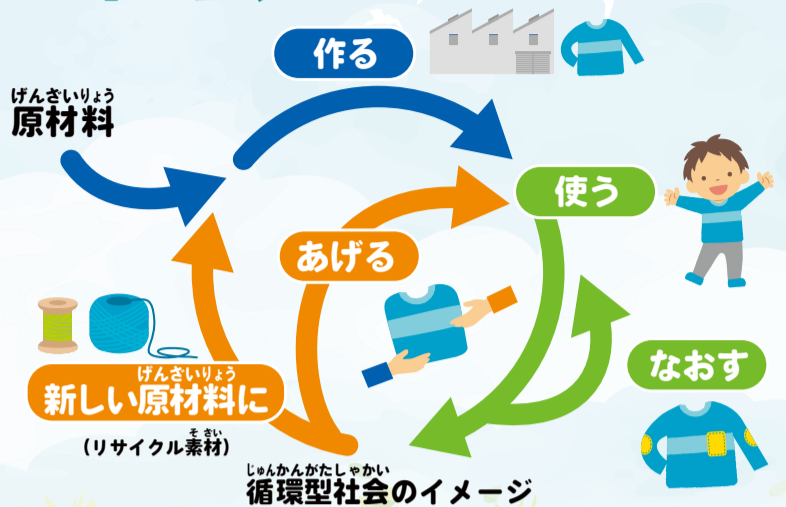 作る
げんざいりょう
原材料
使う
あげる
なおす
げんざいりょう
新しい原材料に
そざい
(リサイクル素材)
じゅんかんがたしゃかい
循環型社会のイメージ